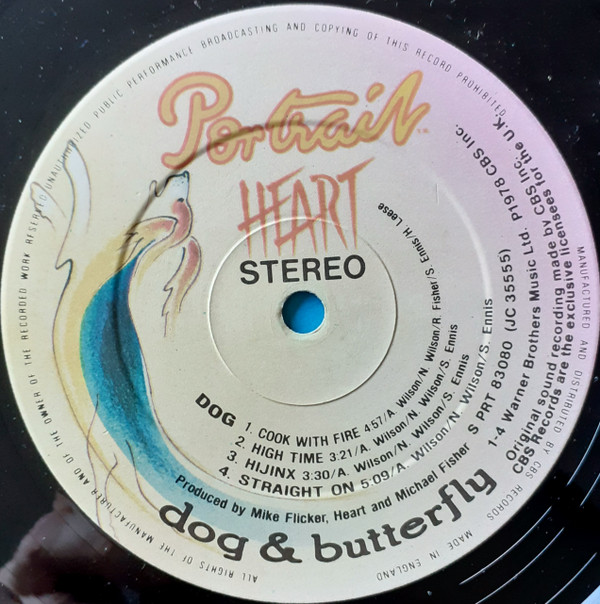 ALL RIGHTS OF THE MANUFACTURER AND OF THE OWNER OF THE RECORDED WORK RESERVED UNAUTHORIZED PUBLIC PERFORMANCE BROADCASTING AND COPYING OF THIS RECORD PROHIBITED
MANUFACTURED AND DISTRIBUTED BY CBS RECORDS
MADE IN ENGLAND
Portrait TM
HEART
STEREO
DOG
1. COOK WITH FIRE 4:57/A. Wilson/N. Wilson/R. Fisher/S. Ennis/H. Leese
2. HIGH TIME 3:21/A. Wilson/N. Wilson/S. Ennis
3. HIJINX 3:30/A. Wilson/N. Wilson/S. Ennis
4. STRAIGHT ON 5:09/A. Wilson/N. Wilson/S. Ennis
Produced by Mike Flicker, Heart and Michael Fisher
S PRT 83080 (JC 35555)
1-4 Warner Brothers Music Ltd. P1978 CBS Inc.
Original sound recording made by CBS Inc.
CBS Records are the exclusive licensees for the U.K.
dog & butterfly